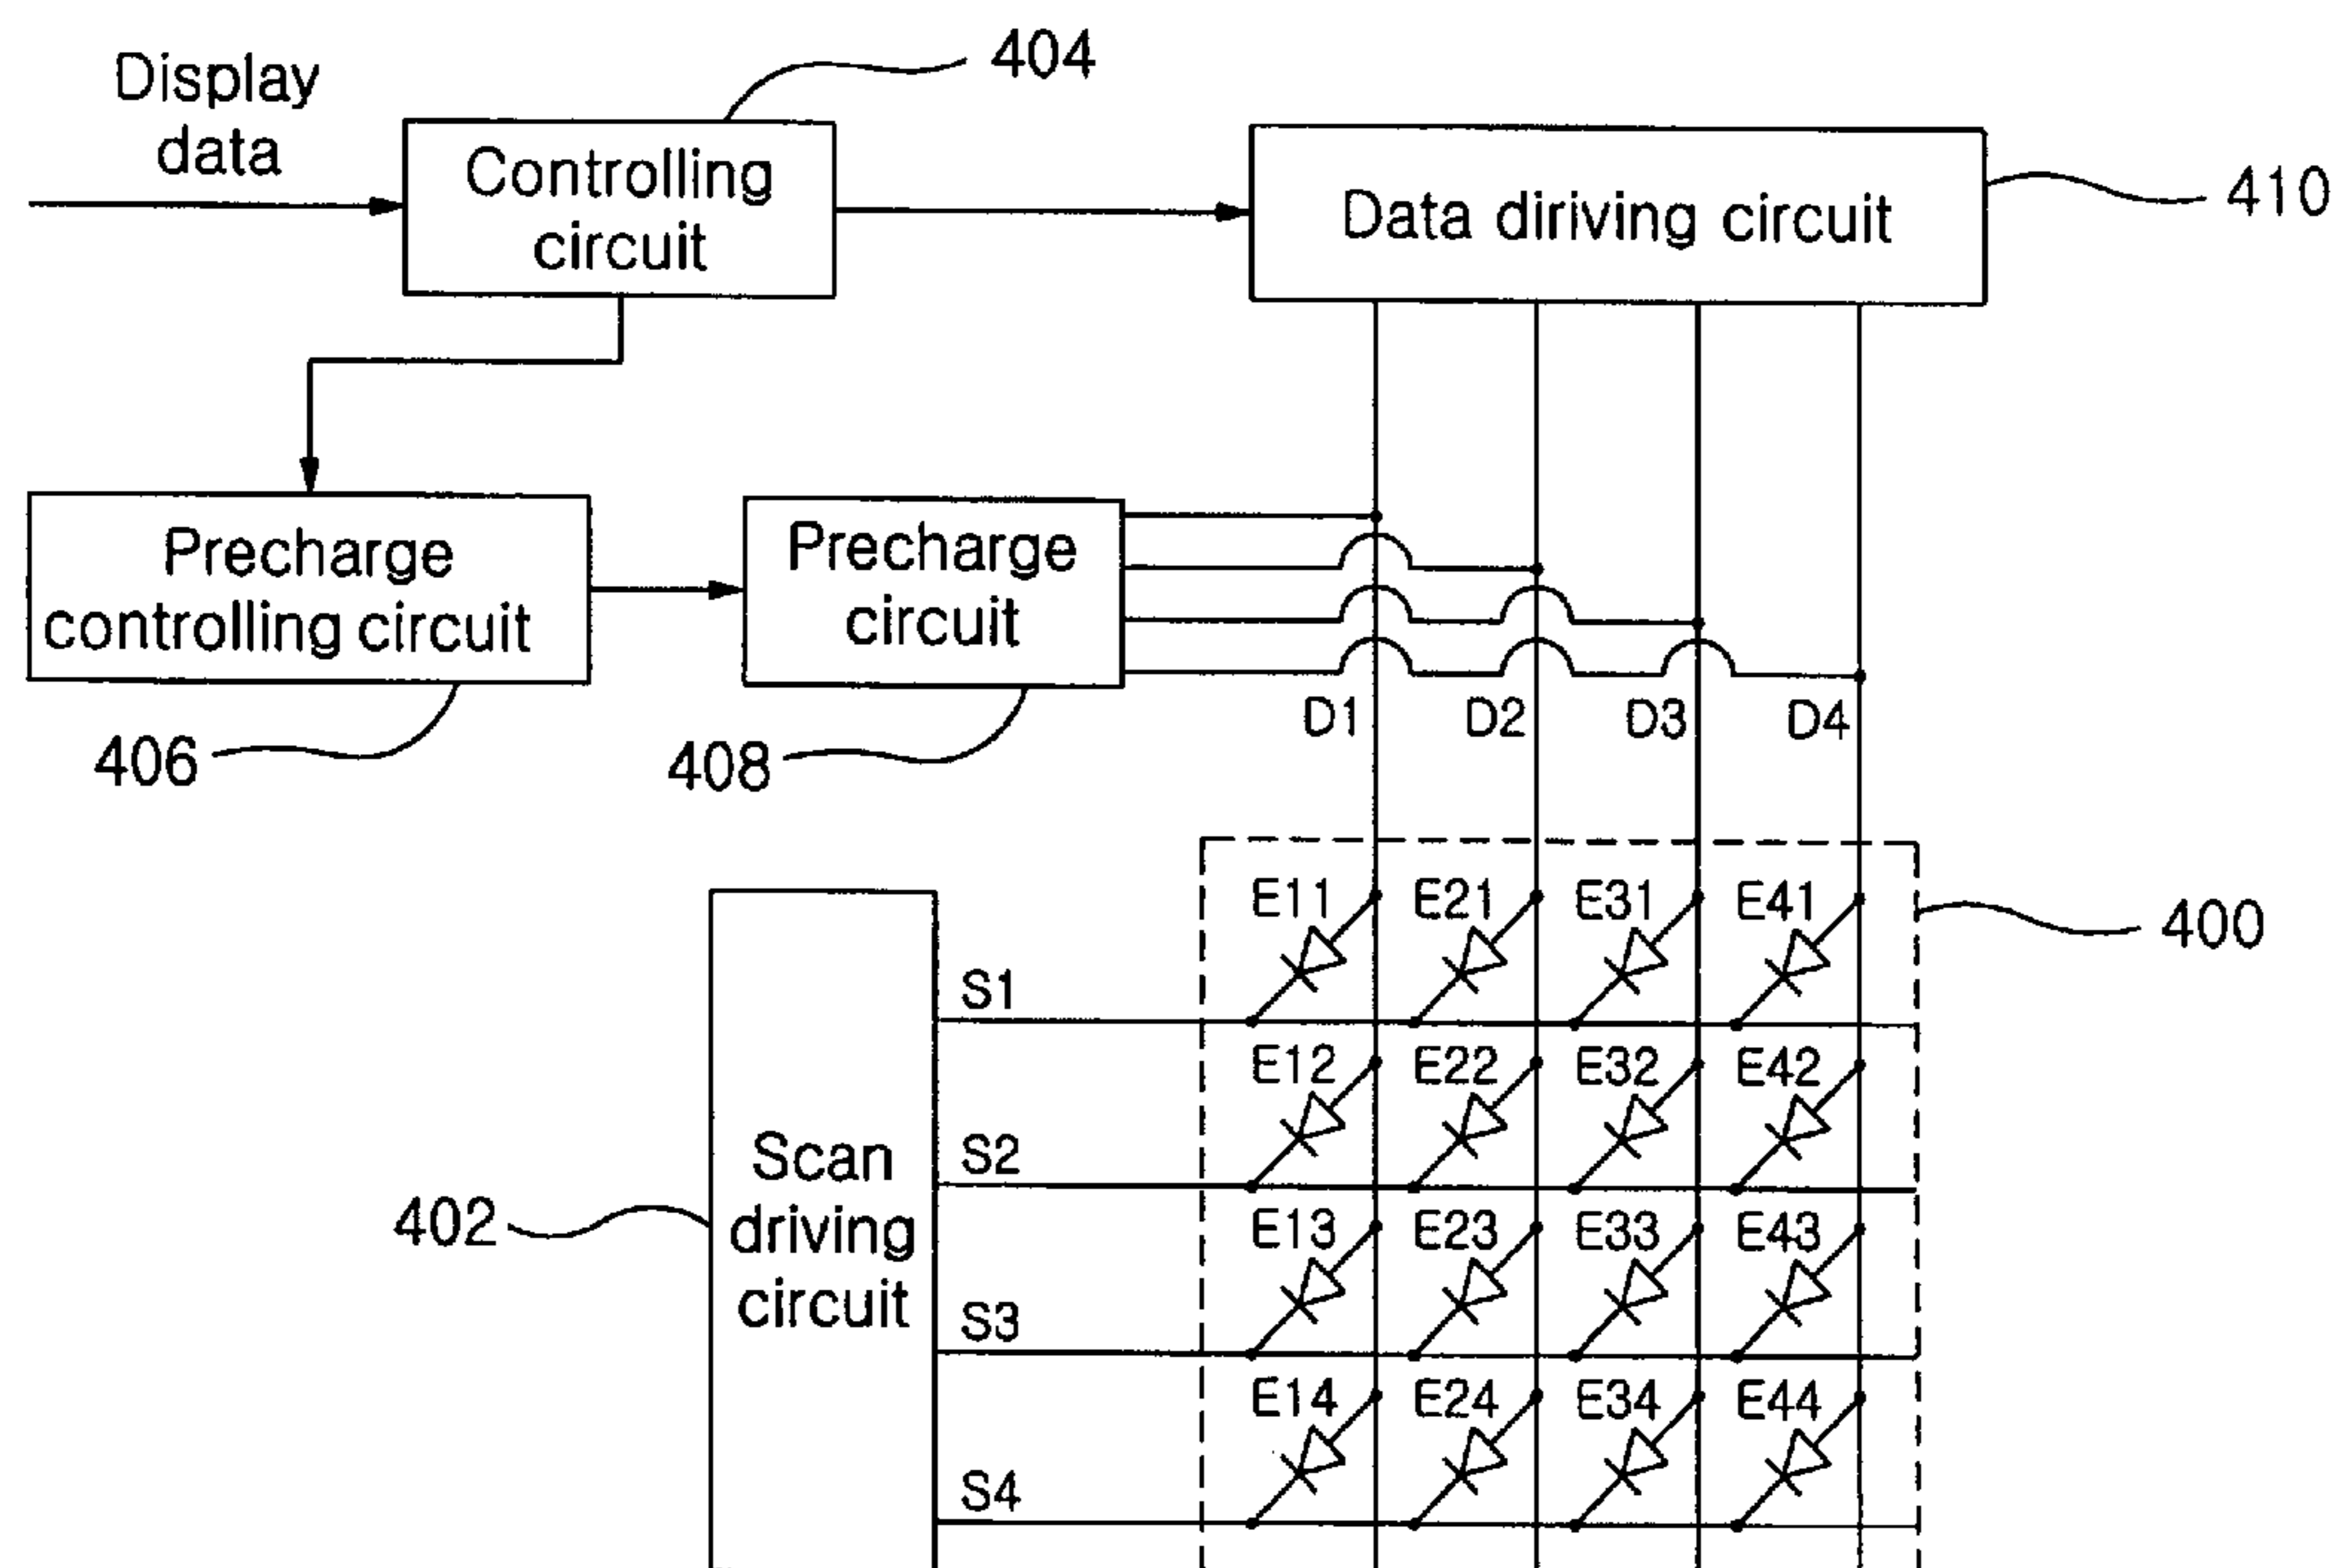 404
Display
data
Controlling
circuit
Data diriving circuit
410
Precharge
controlling circuit
Precharge
circuit
406
408
D1 D2 D3 D4
E11 E21 E31 E41
400
S1
E12 E22 E32 E42
S2
Scan
driving
circuit
402
E13 E23 E33 E43
S3
E14 E24 E34 E44
S4